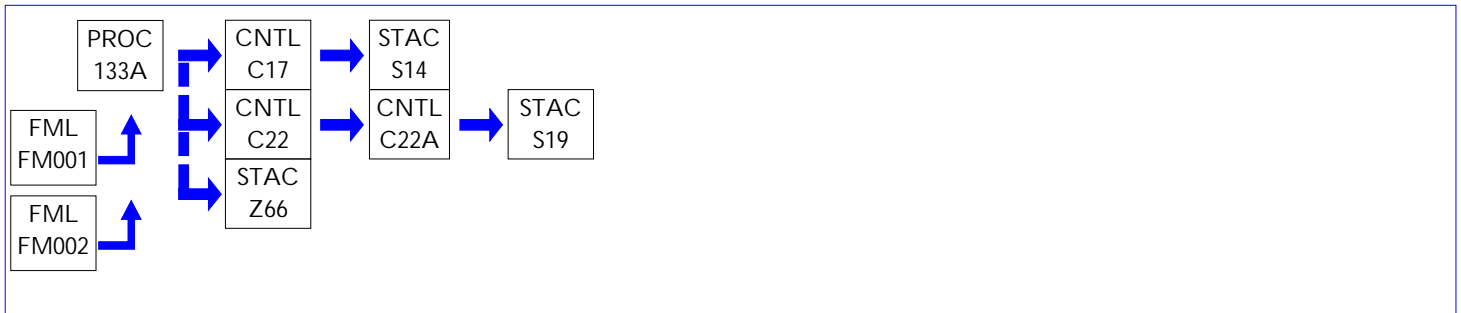 PROC
133A
CNTL
C17
STAC
S14
FML
FM001
CNTL
C22
CNTL
C22A
STAC
S19
STAC
Z66
FML
FM002